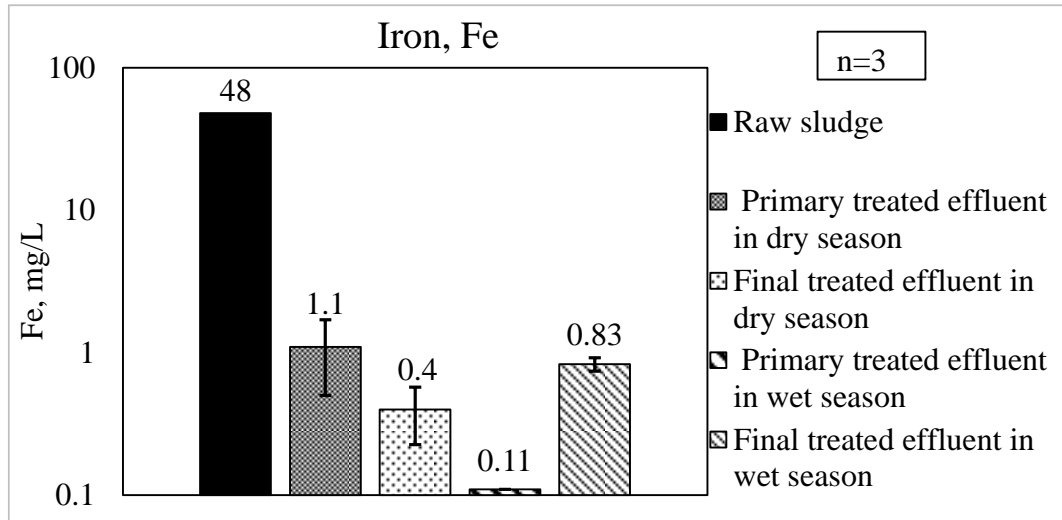 Iron, Fe
n=3
Fe, mg/L
100
10
1
0.1
48
1.1
0.4
0.11
0.83
Raw sludge
Primary treated effluent
in dry season
Final treated effluent in
dry season
Primary treated effluent
in wet season
Final treated effluent in
wet season